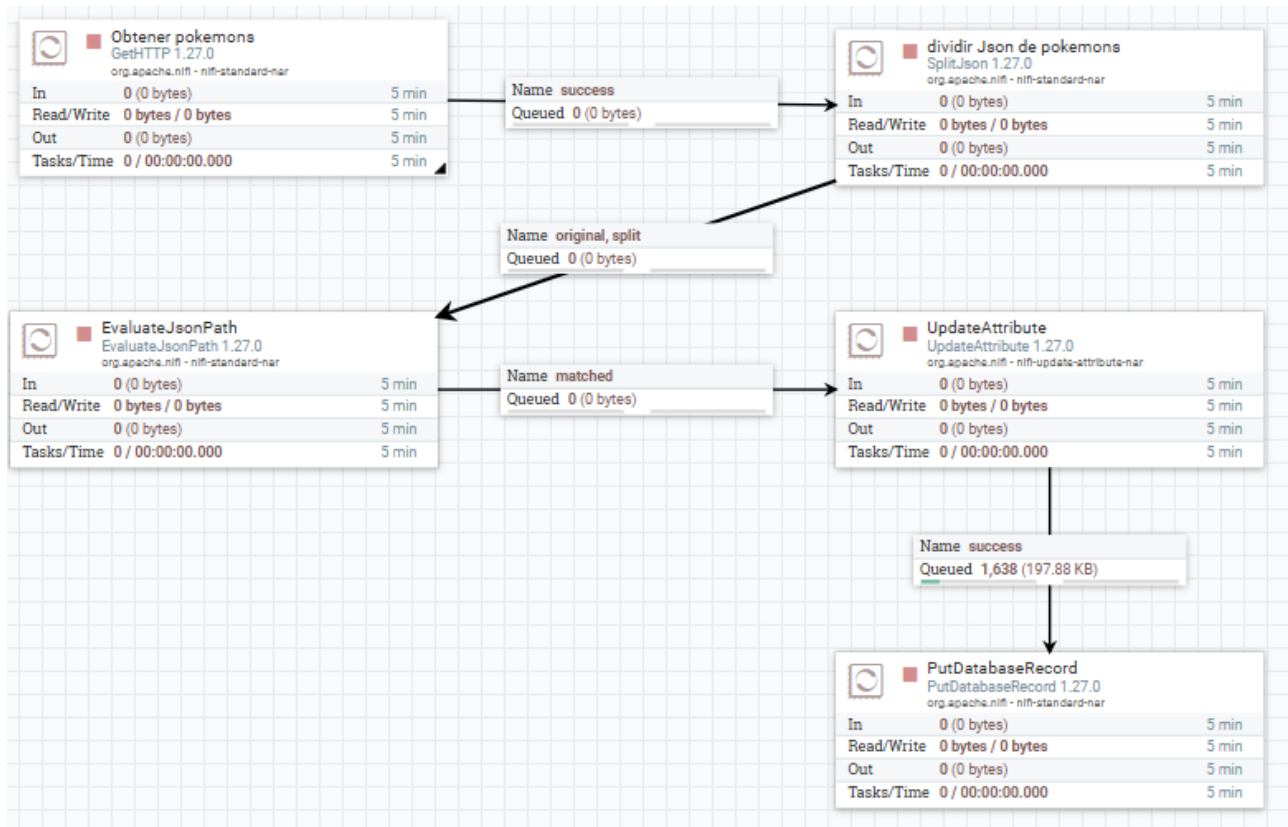 Obtener pokemons
GetHTTP 1.27.0
org.apache.nifi - nifi-standard-nar
In 0 (0 bytes) 5 min
Read/Write 0 bytes / 0 bytes 5 min
Out 0 (0 bytes) 5 min
Tasks/Time 0 / 00:00:00.000 5 min
Name success
Queued 0 (0 bytes)
dividir Json de pokemons
SplitJson 1.27.0
org.apache.nifi - nifi-standard-nar
In 0 (0 bytes) 5 min
Read/Write 0 bytes / 0 bytes 5 min
Out 0 (0 bytes) 5 min
Tasks/Time 0 / 00:00:00.000 5 min
Name original, split
Queued 0 (0 bytes)
EvaluateJsonPath
EvaluateJsonPath 1.27.0
org.apache.nifi - nifi-standard-nar
In 0 (0 bytes) 5 min
Read/Write 0 bytes / 0 bytes 5 min
Out 0 (0 bytes) 5 min
Tasks/Time 0 / 00:00:00.000 5 min
Name matched
Queued 0 (0 bytes)
UpdateAttribute
UpdateAttribute 1.27.0
org.apache.nifi - nifi-update-attribute-nar
In 0 (0 bytes) 5 min
Read/Write 0 bytes / 0 bytes 5 min
Out 0 (0 bytes) 5 min
Tasks/Time 0 / 00:00:00.000 5 min
Name success
Queued 1,638 (197.88 KB)
PutDatabaseRecord
PutDatabaseRecord 1.27.0
org.apache.nifi - nifi-standard-nar
In 0 (0 bytes) 5 min
Read/Write 0 bytes / 0 bytes 5 min
Out 0 (0 bytes) 5 min
Tasks/Time 0 / 00:00:00.000 5 min